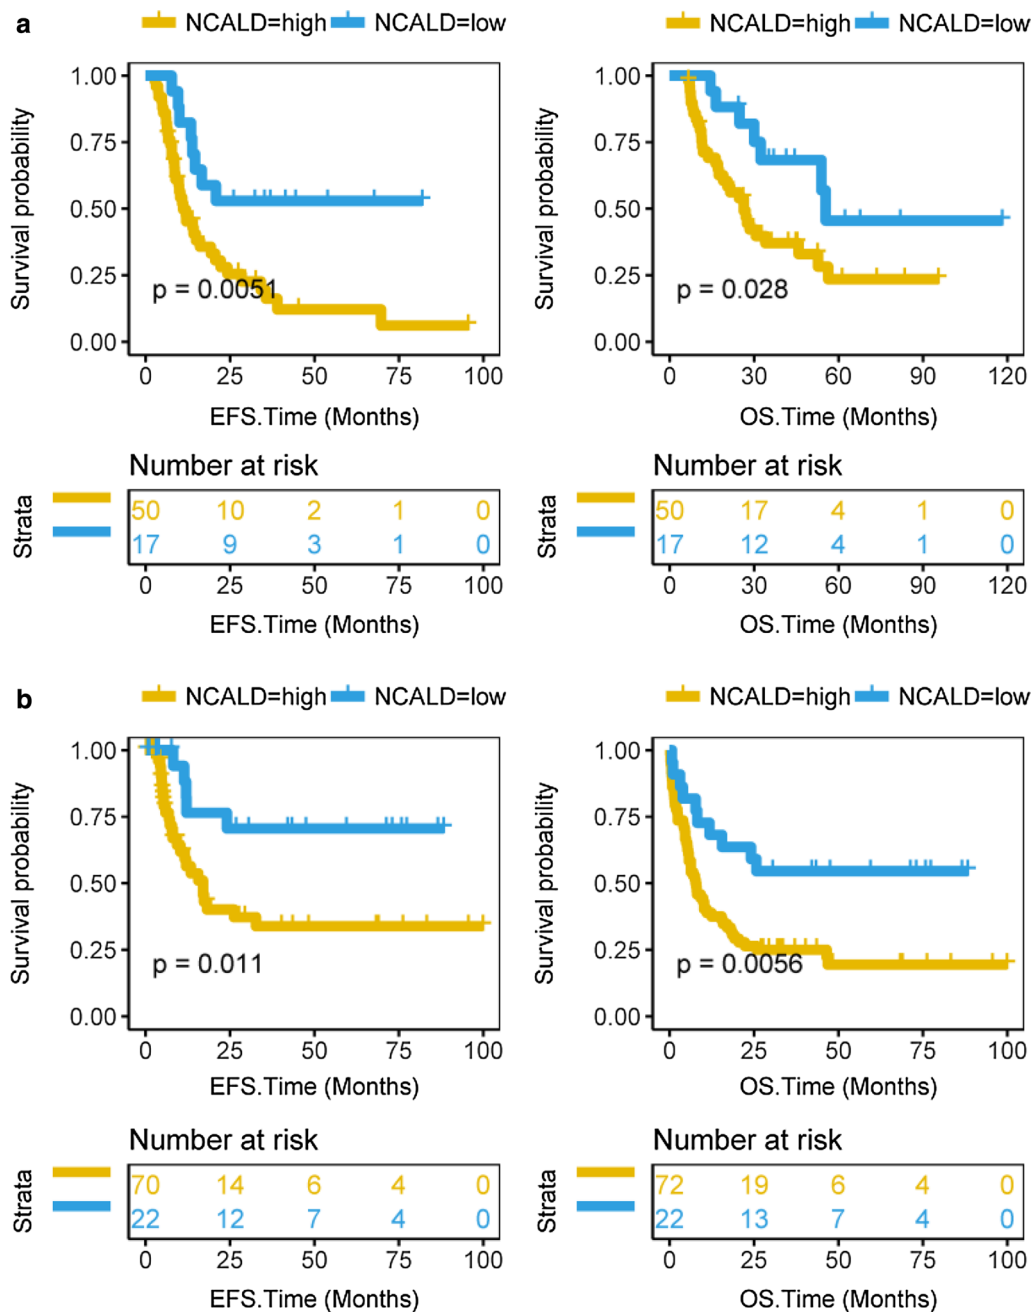 a
NCALD=high NCALD=low
NCALD=high NCALD=low
Survival probability
1.00
0.75
0.50
0.25
0.00
p = 0.0051
0 25 50 75 100
EFS.Time (Months)
Survival probability
1.00
0.75
0.50
0.25
0.00
p = 0.028
0 30 60 90 120
OS.Time (Months)
Number at risk
Strata
50 10 2 1 0
17 9 3 1 0
0 25 50 75 100
EFS.Time (Months)
Number at risk
Strata
50 17 4 1 0
17 12 4 1 0
0 30 60 90 120
OS.Time (Months)
b
NCALD=high NCALD=low
NCALD=high NCALD=low
Survival probability
1.00
0.75
0.50
0.25
0.00
p = 0.011
0 25 50 75 100
EFS.Time (Months)
Survival probability
1.00
0.75
0.50
0.25
0.00
p = 0.0056
0 25 50 75 100
OS.Time (Months)
Number at risk
Strata
70 14 6 4 0
22 12 7 4 0
0 25 50 75 100
EFS.Time (Months)
Number at risk
Strata
72 19 6 4 0
22 13 7 4 0
0 25 50 75 100
OS.Time (Months)